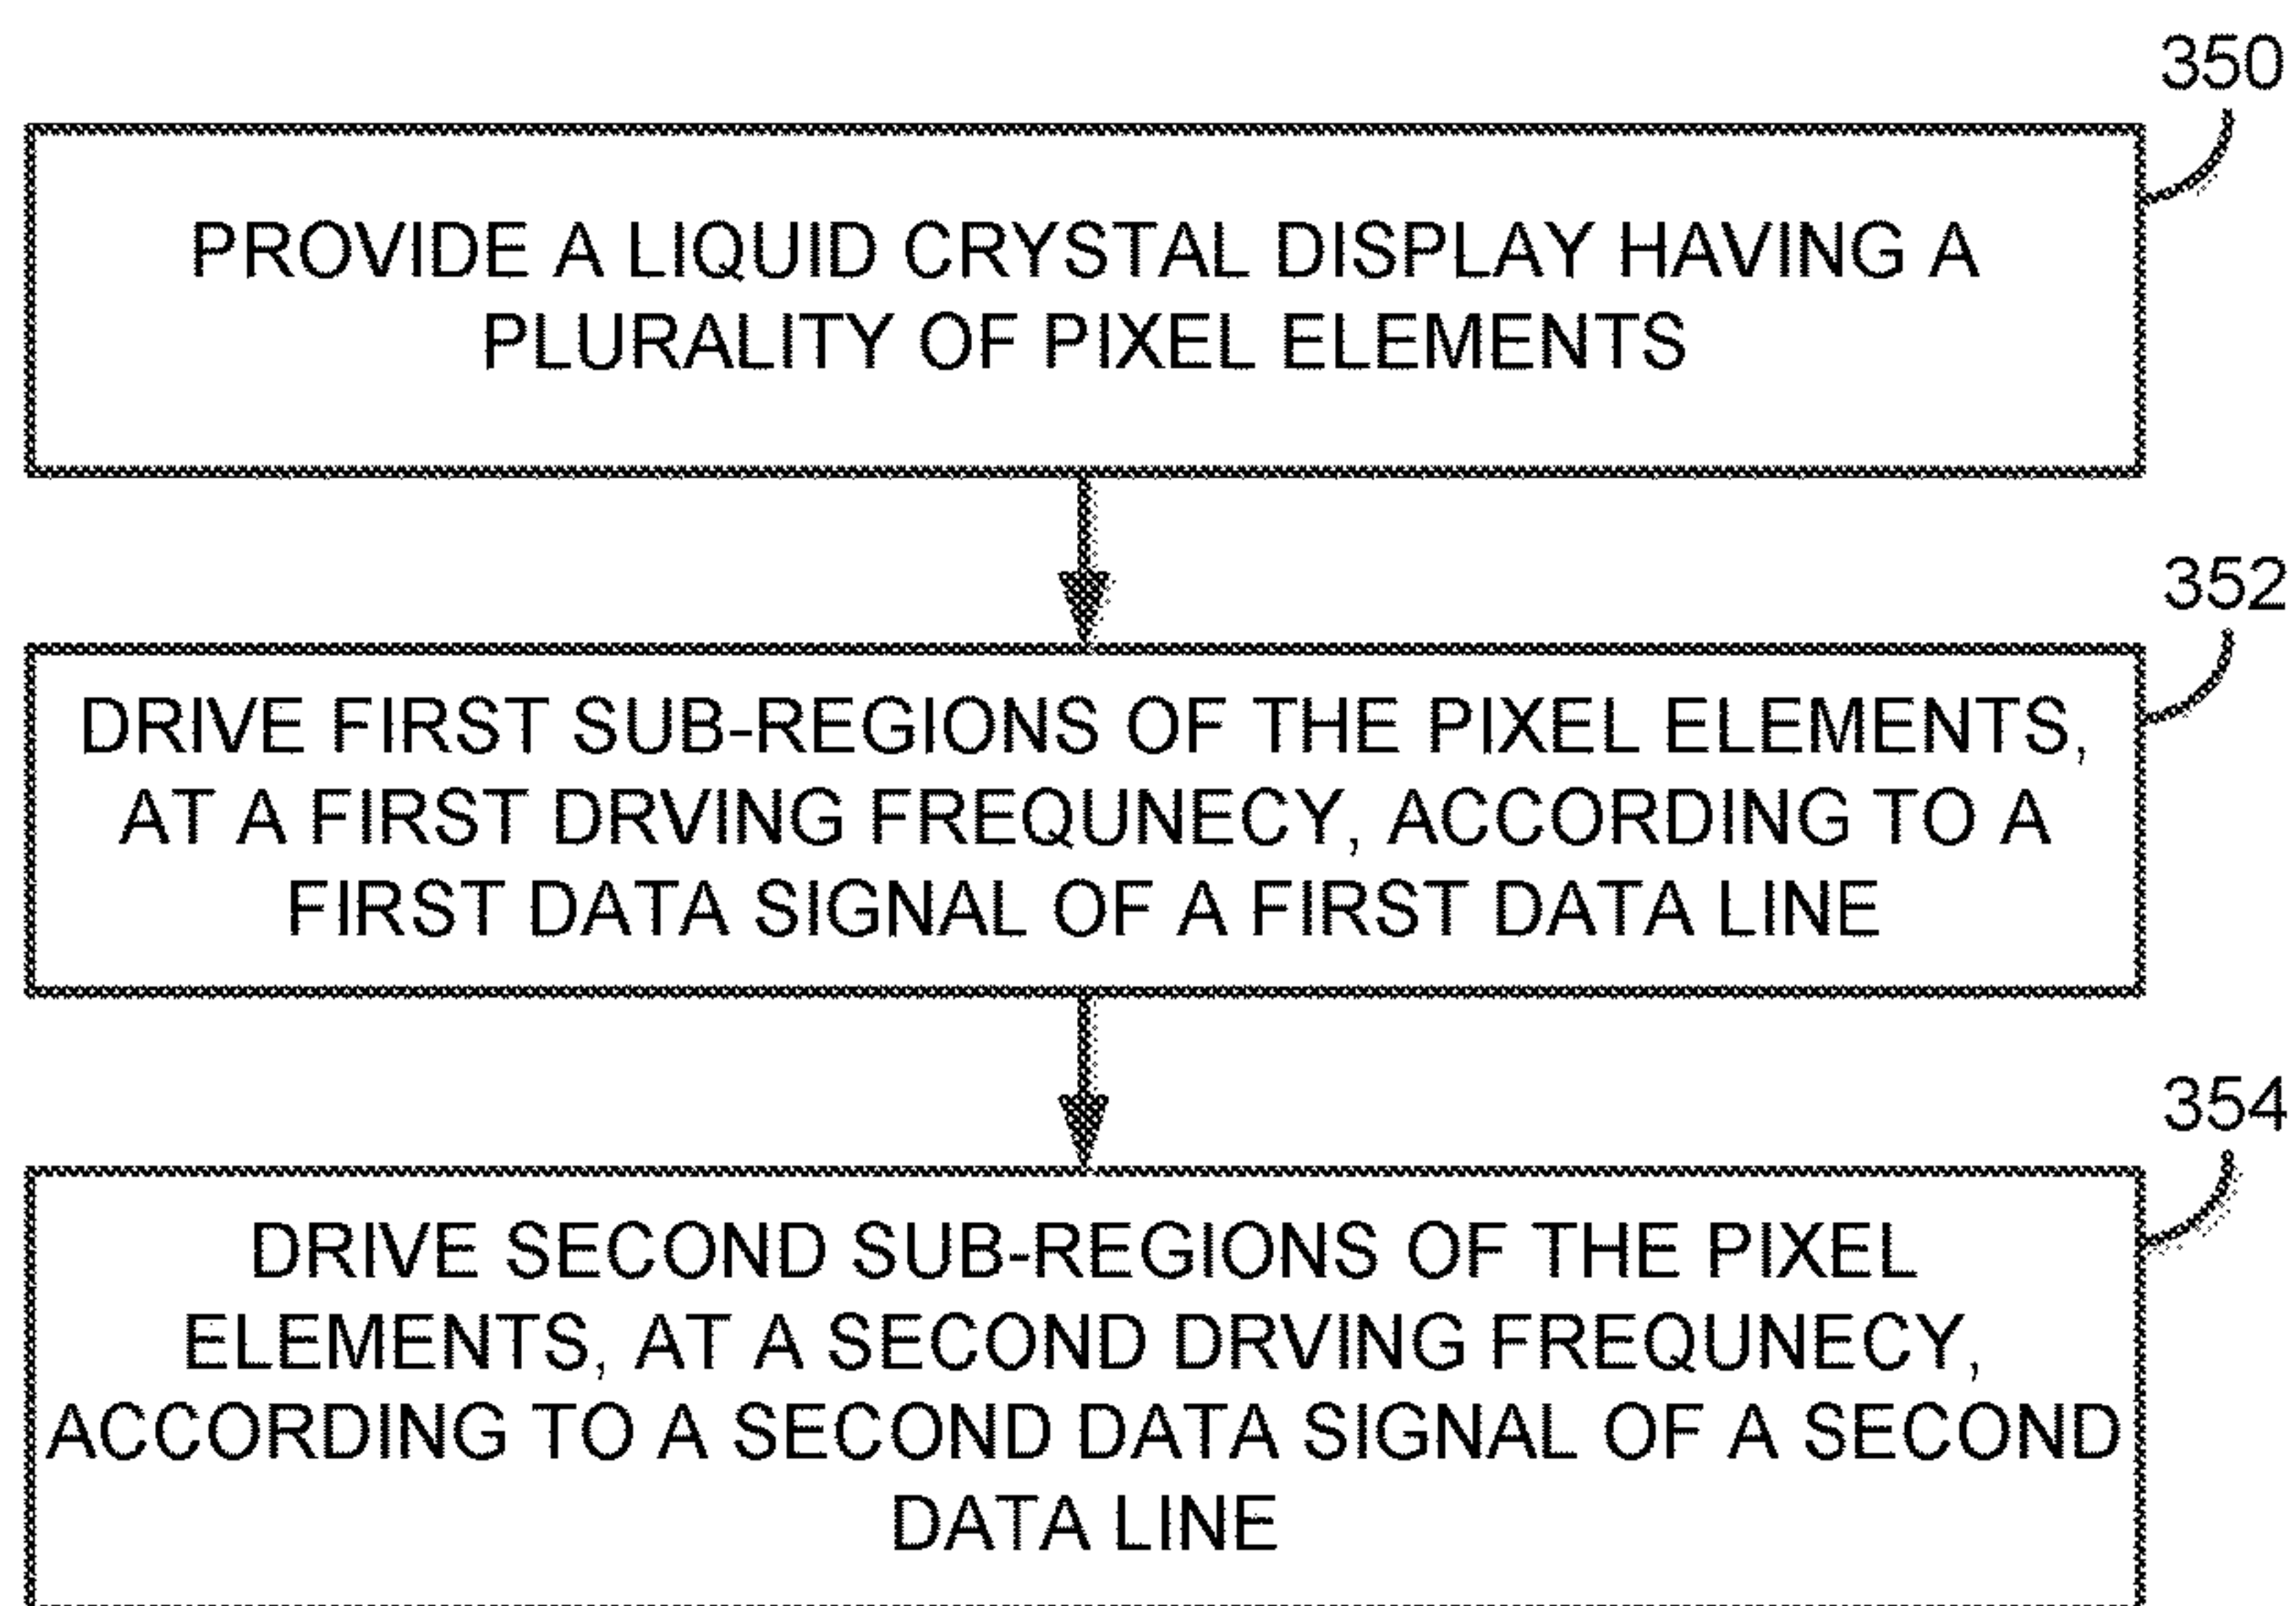 350
PROVIDE A LIQUID CRYSTAL DISPLAY HAVING A
PLURALITY OF PIXEL ELEMENTS
352
DRIVE FIRST SUB-REGIONS OF THE PIXEL ELEMENTS,
AT A FIRST DRVING FREQUNECY, ACCORDING TO A
FIRST DATA SIGNAL OF A FIRST DATA LINE
354
DRIVE SECOND SUB-REGIONS OF THE PIXEL
ELEMENTS, AT A SECOND DRVING FREQUNECY,
ACCORDING TO A SECOND DATA SIGNAL OF A SECOND
DATA LINE